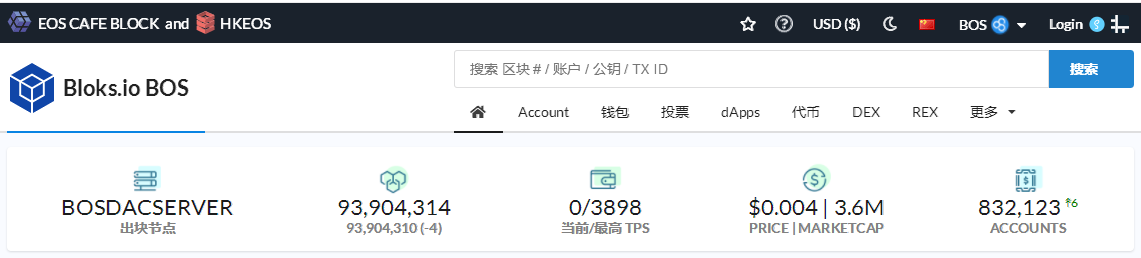 EOS CAFE BLOCK and HKEOS USD ($) BOS Login
Bloks.io BOS
搜索 区块 # / 账户 / 公钥 / TX ID 搜索
Account 钱包 投票 dApps 代币 DEX REX 更多
BOSDACSERVER 93,904,314 0/3898 $0.004 | 3.6M 832,123 6
出块节点 93,904,310 (-4) 当前/最高 TPS PRICE | MARKETCAP ACCOUNTS